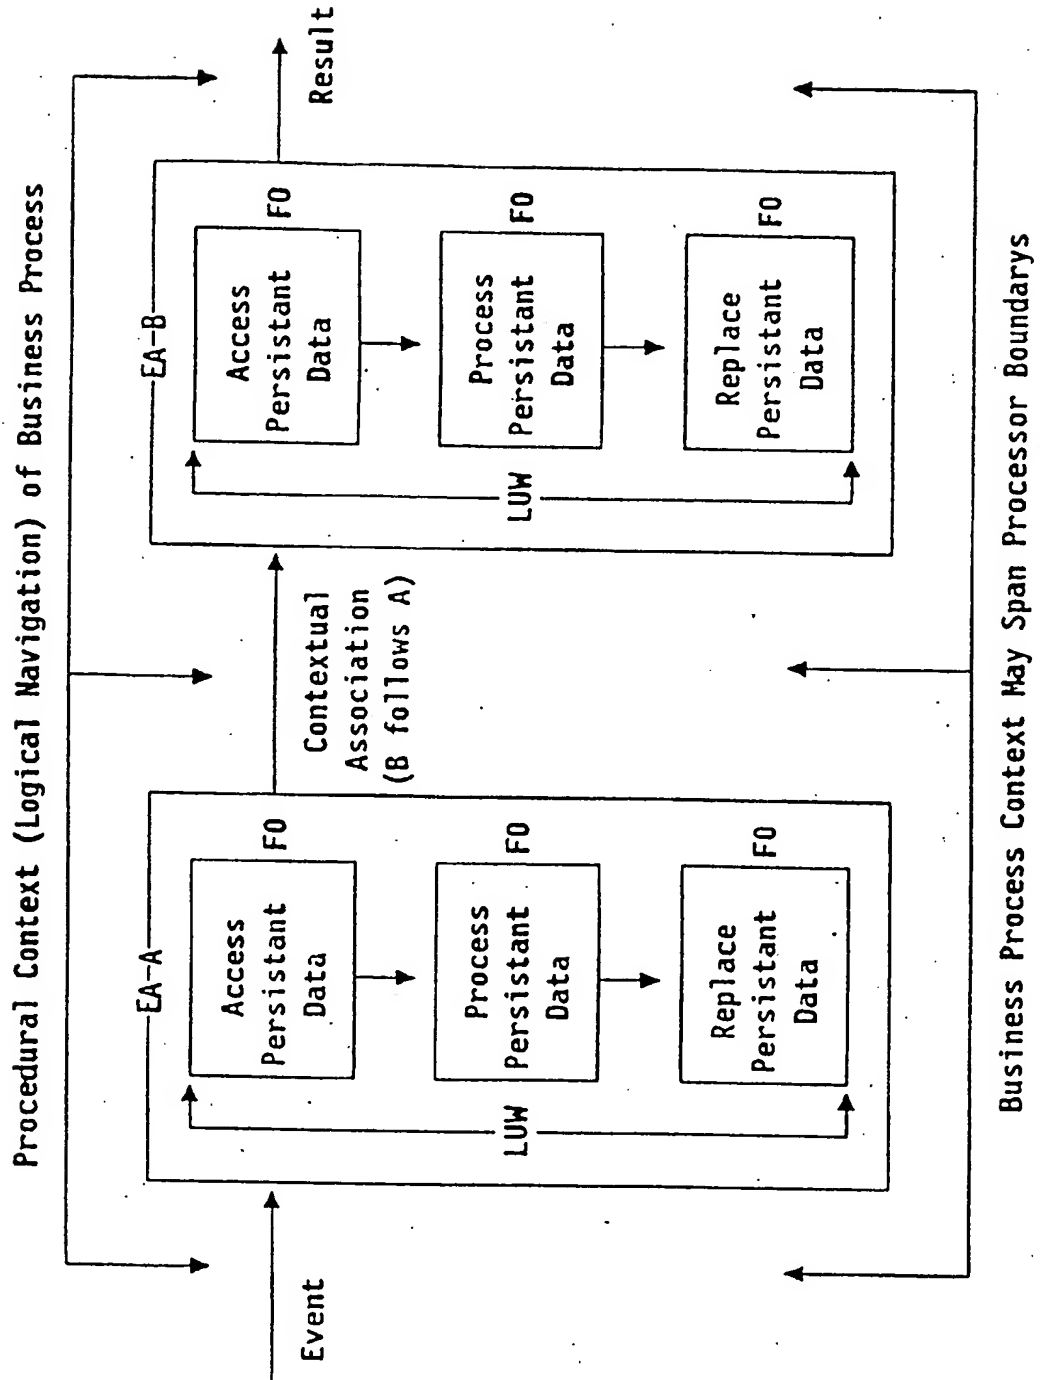 Procedural Context (Logical Navigation) of Business Process
Event
EA-A
LUW
Access
Persistant
Data
FO
Process
Persistant
Data
FO
Replace
Persistant
Data
FO
Contextual
Association
(B follows A)
EA-B
LUW
Access
Persistant
Data
FO
Process
Persistant
Data
FO
Replace
Persistant
Data
FO
Result
Business Process Context May Span Processor Boundarys